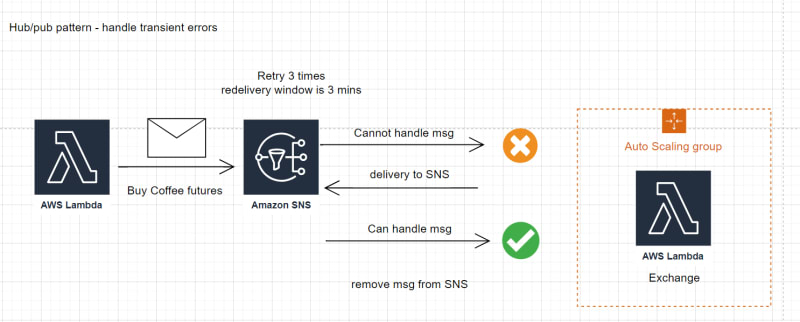 Hub/pub pattern - handle transient errors
Retry 3 times
redelivery window is 3 mins
Cannot handle msg
Auto Scaling group
Buy Coffee futures
delivery to SNS
AWS Lambda
Amazon SNS
Can handle msg
AWS Lambda
Exchange
remove msg from SNS